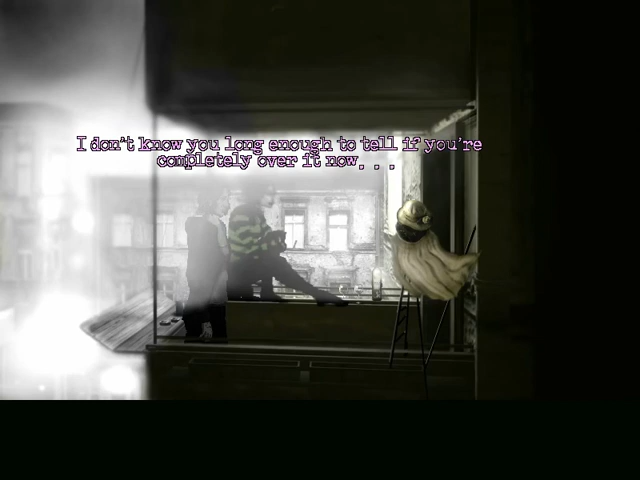 I don't know you long enough to tell if you're
completely over it now. . .